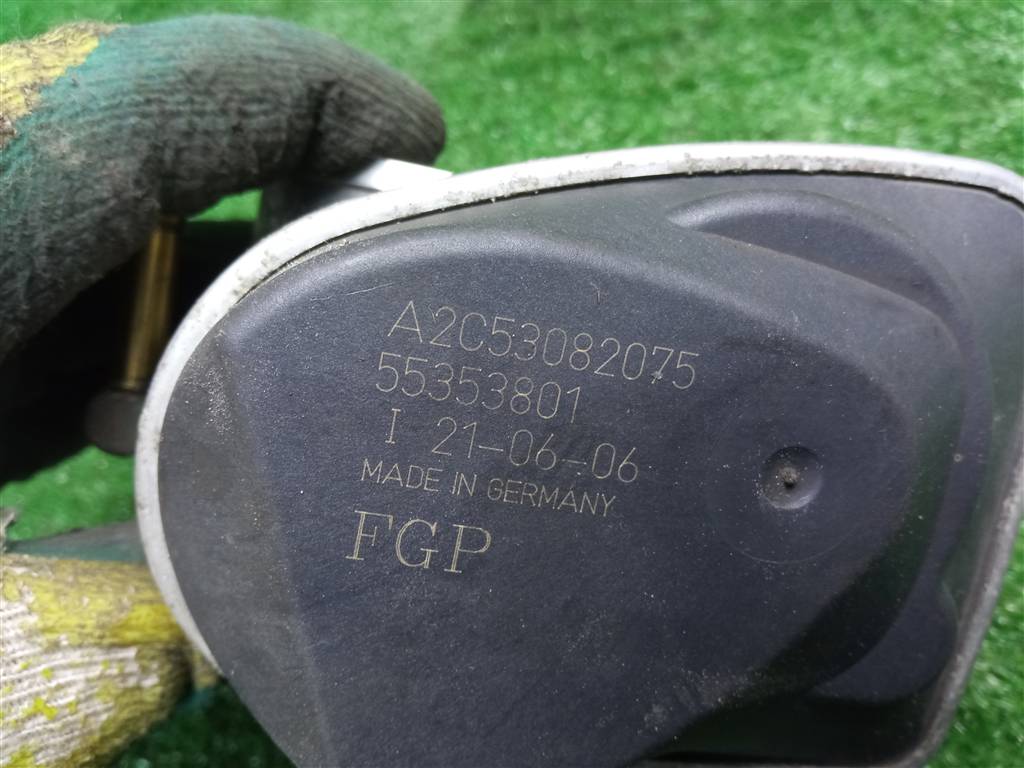 A2C53082075
55353801
I 21-06-06
MADE IN GERMANY
FGP